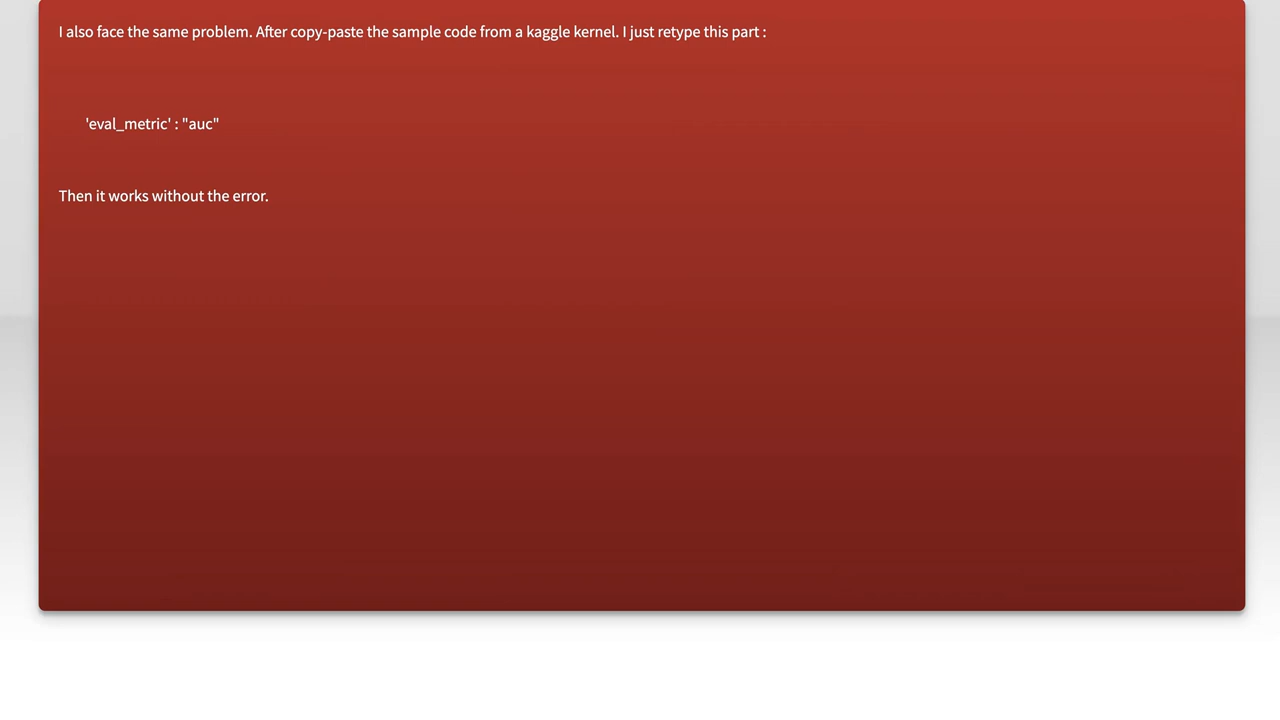 I also face the same problem. After copy-paste the sample code from a kaggle kernel. I just retype this part :
'eval_metric' : "auc"
Then it works without the error.